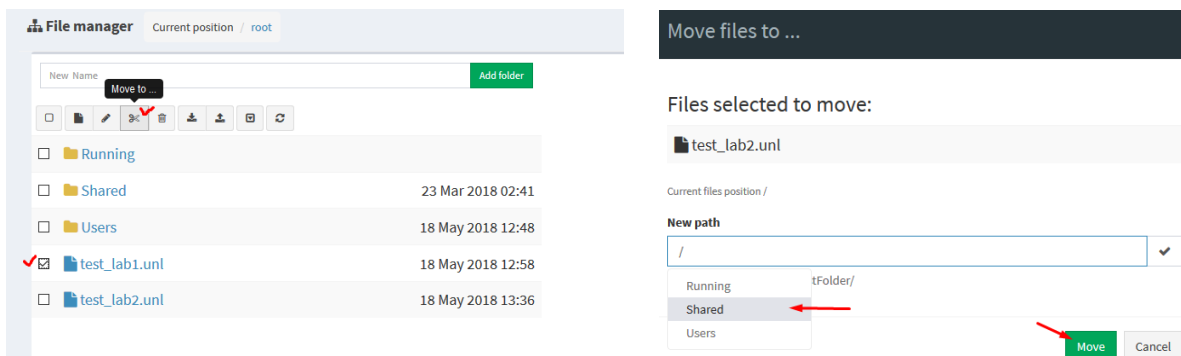 File manager Current position / root
New Name Add folder
Move to ...
Running
Shared 23 Mar 2018 02:41
Users 18 May 2018 12:48
test_lab1.unl 18 May 2018 12:58
test_lab2.unl 18 May 2018 13:36
Move files to ...
Files selected to move:
test_lab2.unl
Current files position /
New path
/
tFolder/
Running
Shared
Users
Move Cancel